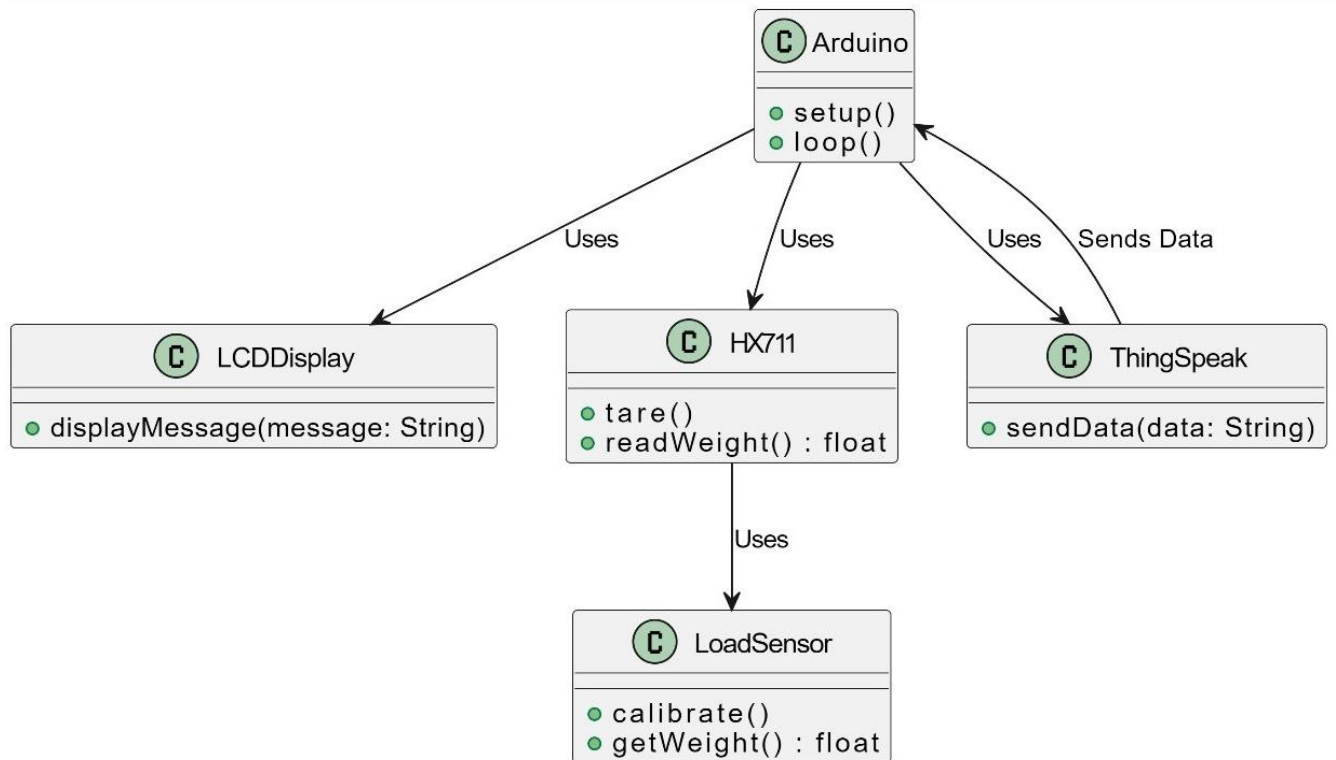 C Arduino
setup()
loop()
Uses
Uses
Uses
Sends Data
C LCDDisplay
displayMessage(message: String)
C HX711
tare()
readWeight() : float
C ThingSpeak
sendData(data: String)
Uses
C LoadSensor
calibrate()
getWeight() : float